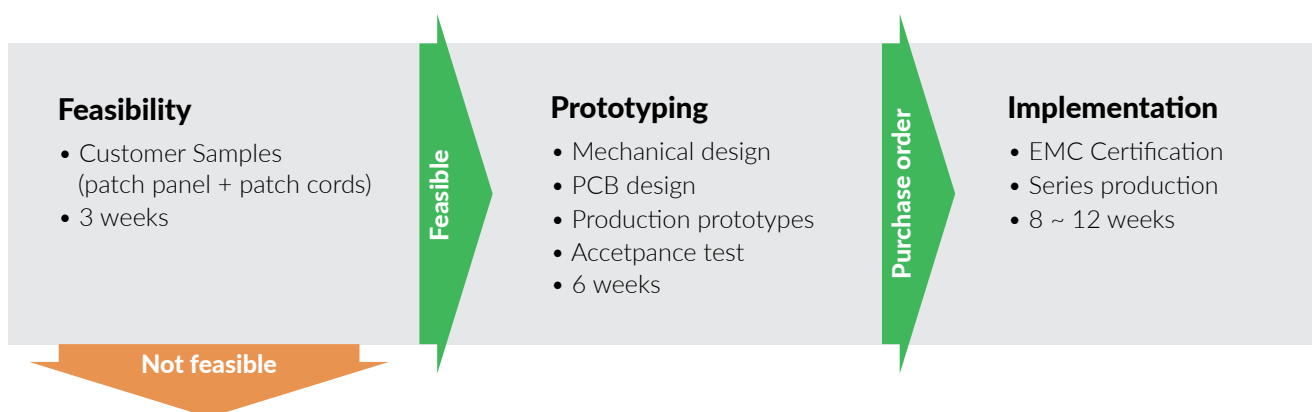 Feasibility
• Customer Samples
(patch panel + patch cords)
• 3 weeks
Not feasible
Feasible
Prototyping
• Mechanical design
• PCB design
• Production prototypes
• Accetpance test
• 6 weeks
Purchase order
Implementation
• EMC Certification
• Series production
• 8 ~ 12 weeks